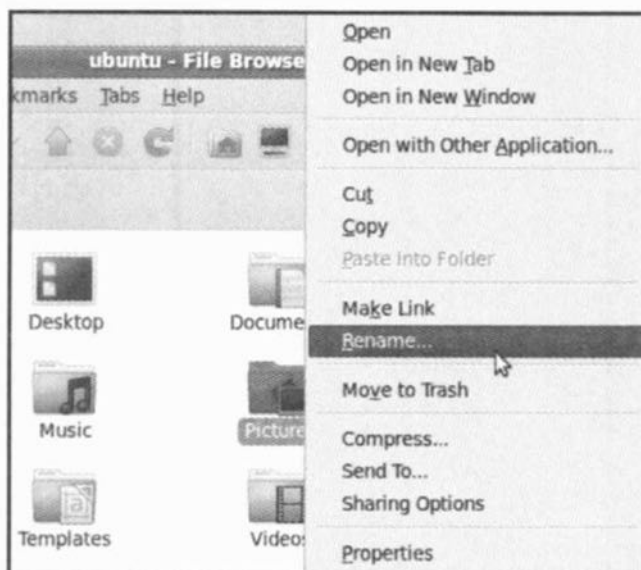 ubuntu - File Browse
kmarks Tabs Help
Desktop
Docume
Music
Picture
Templates
Videos
Open
Open in New Tab
Open in New Window
Open with Other Application...
Cut
Copy
Paste Into Folder
Make Link
Rename...
Move to Trash
Compress...
Send To...
Sharing Options
Properties